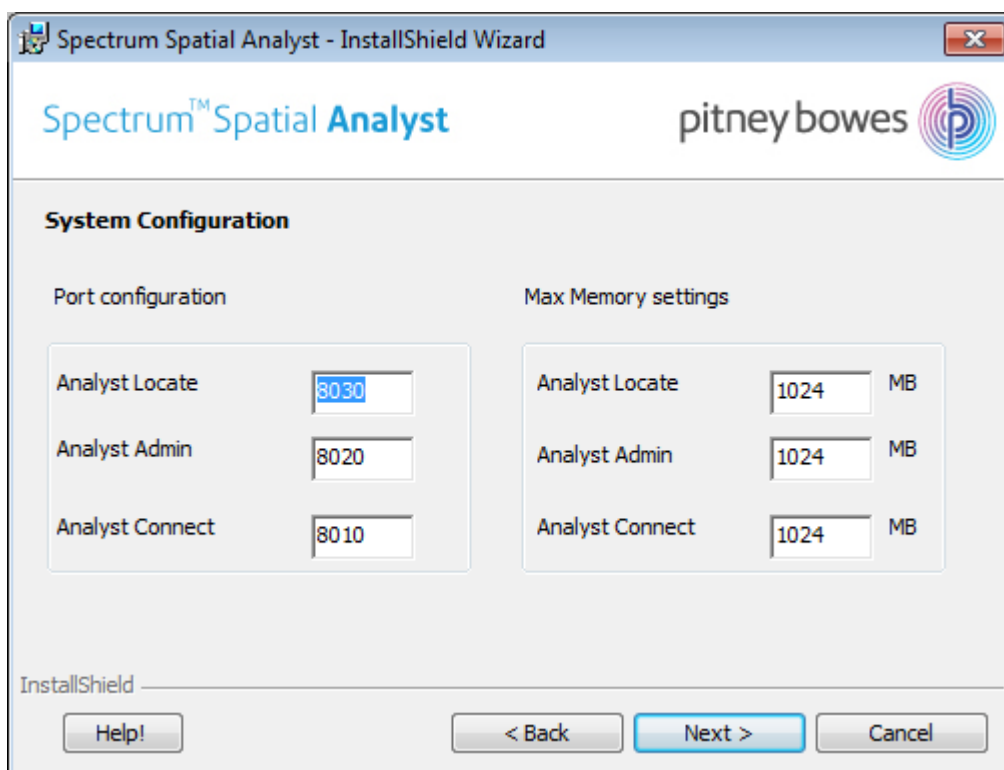 Spectrum Spatial Analyst - InstallShield Wizard
Spectrum™ Spatial Analyst
pitney bowes
System Configuration
Port configuration
Max Memory settings
Analyst Locate 8030
Analyst Locate 1024 MB
Analyst Admin 8020
Analyst Admin 1024 MB
Analyst Connect 8010
Analyst Connect 1024 MB
InstallShield
Help! < Back Next > Cancel